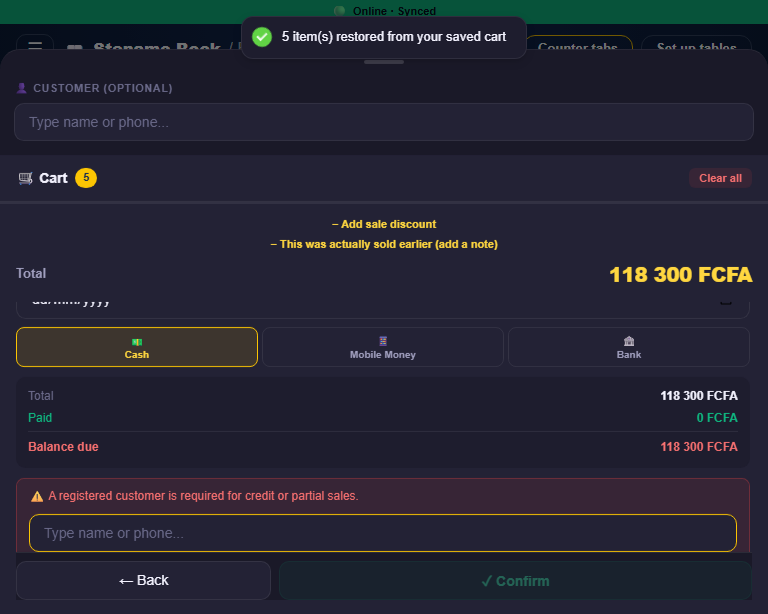 Online · Synced
5 item(s) restored from your saved cart
Counter tabs
Set up tables
CUSTOMER (OPTIONAL)
Type name or phone...
Cart 5
Clear all
– Add sale discount
– This was actually sold earlier (add a note)
Total 118 300 FCFA
dd/mm/yyyy
Cash
Mobile Money
Bank
Total 118 300 FCFA
Paid 0 FCFA
Balance due 118 300 FCFA
A registered customer is required for credit or partial sales.
Type name or phone...
← Back
✓ Confirm